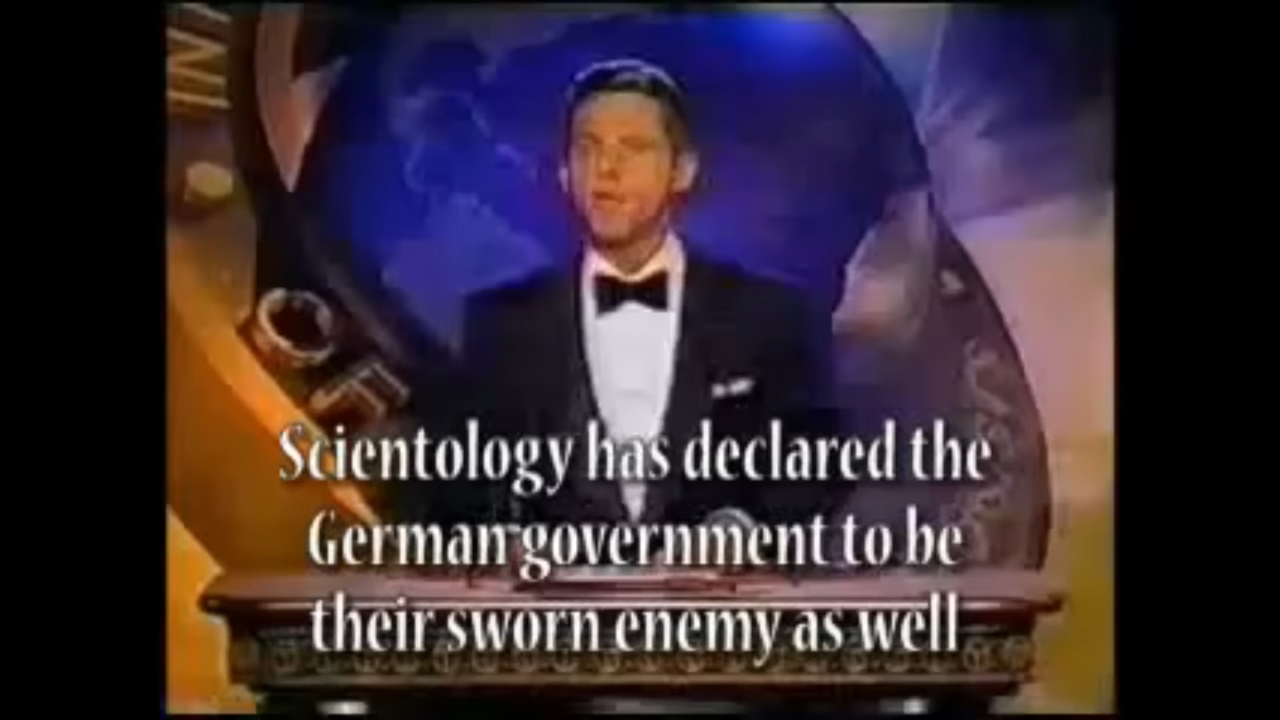 Scientology has declared the
German government to be
their sworn enemy as well